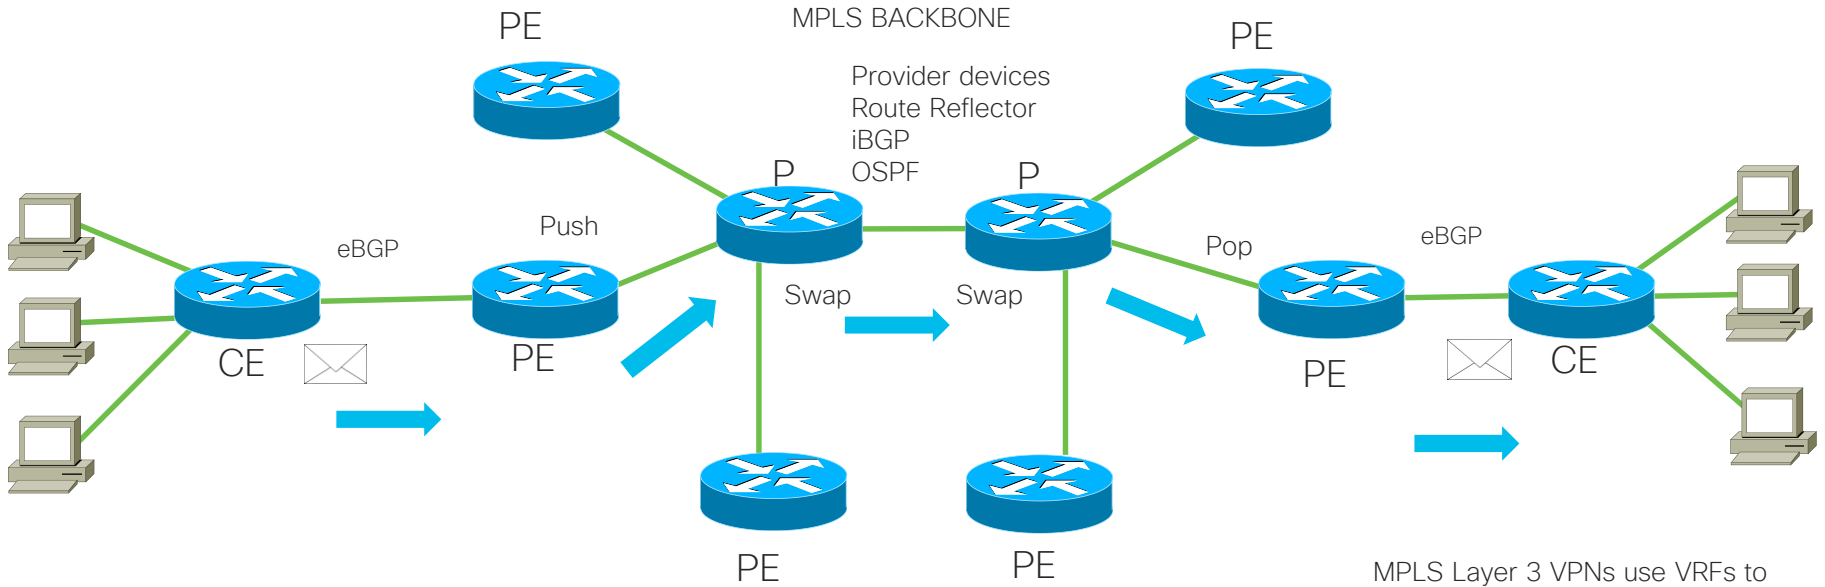 MPLS BACKBONE
PE
PE
Provider devices
Route Reflector
iBGP
OSPF
P
P
Push
eBGP
Pop
eBGP
Swap
Swap
CE
PE
PE
CE
PE
PE
MPLS Layer 3 VPNs use VRFs to